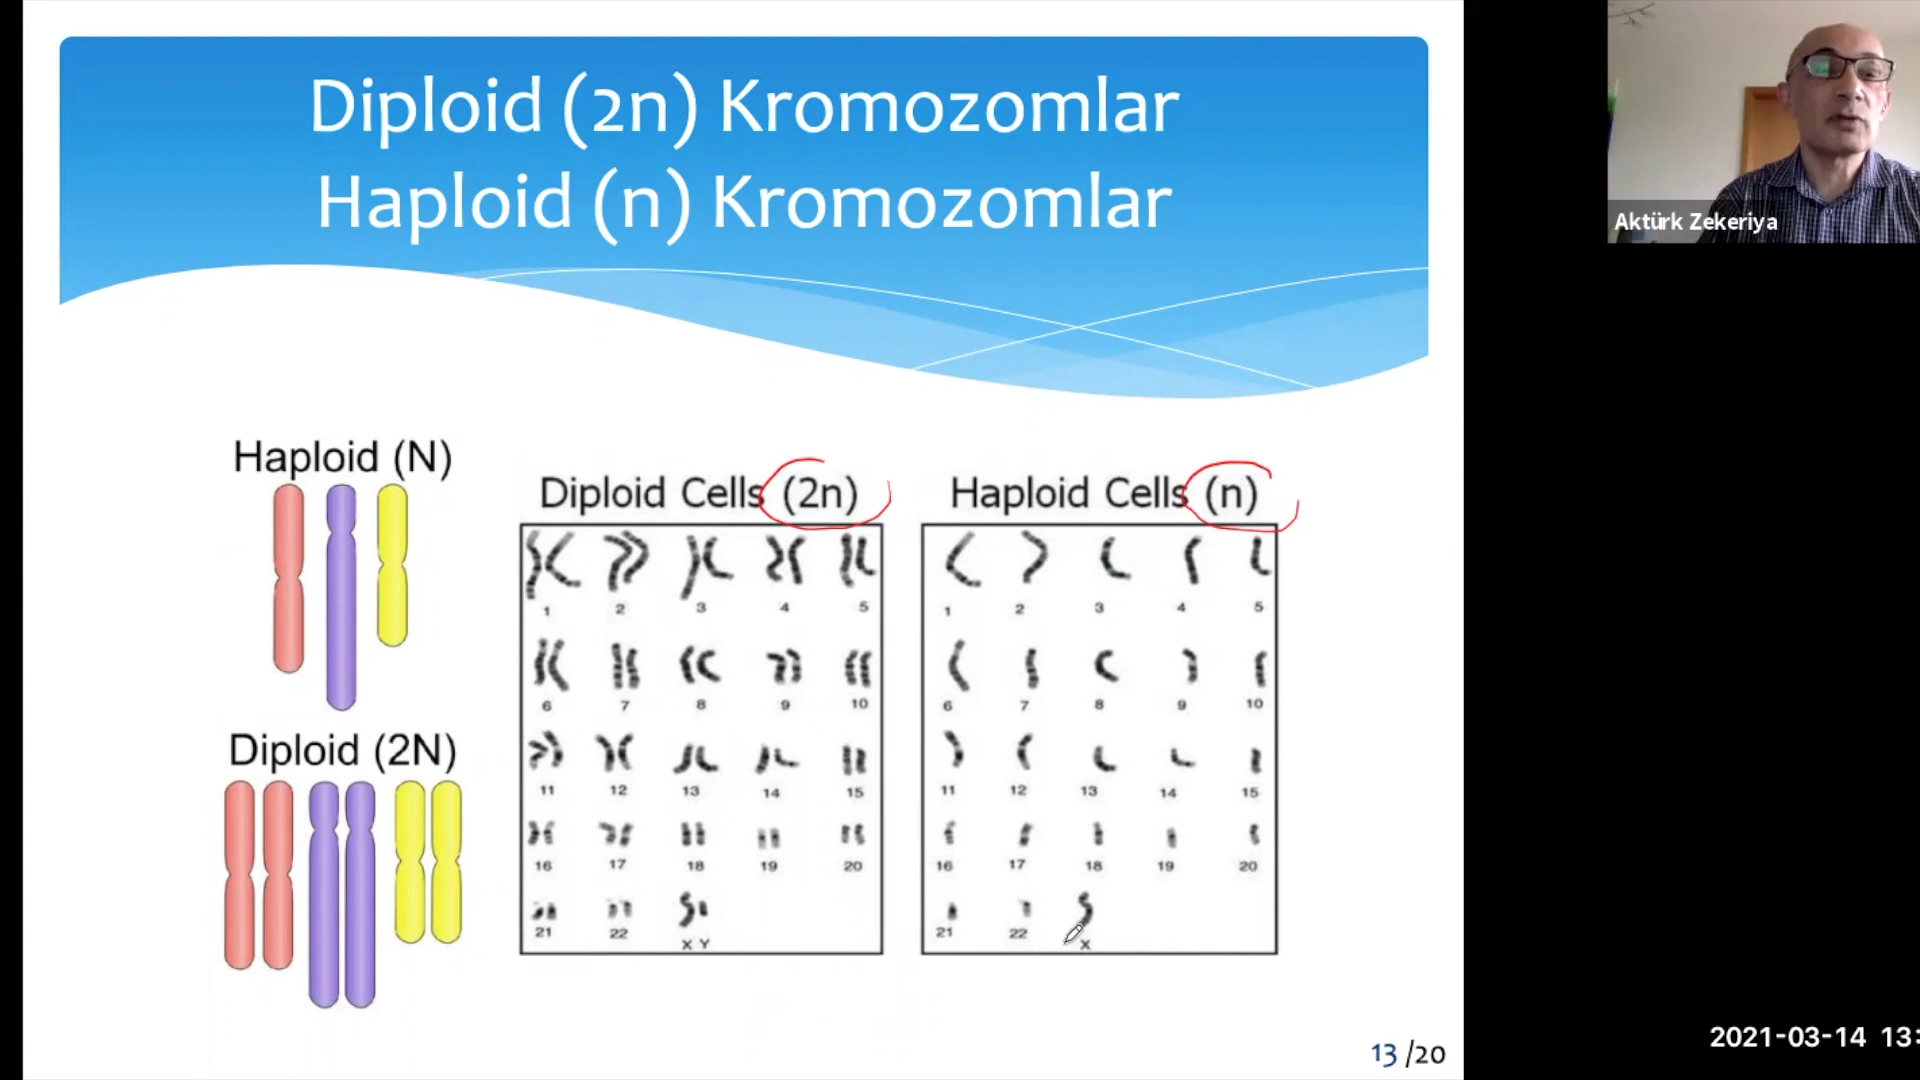 Diploid (2n) Kromozomlar
Haploid (n) Kromozomlar
Aktürk Zekeriya
Haploid (N)
Diploid (2N)
Diploid Cells (2n)
1 2 3 4 5
6 7 8 9 10
11 12 13 14 15
16 17 18 19 20
21 22 X Y
Haploid Cells (n)
1 2 3 4 5
6 7 8 9 10
11 12 13 14 15
16 17 18 19 20
21 22 X
13 /20
2021-03-14 13: